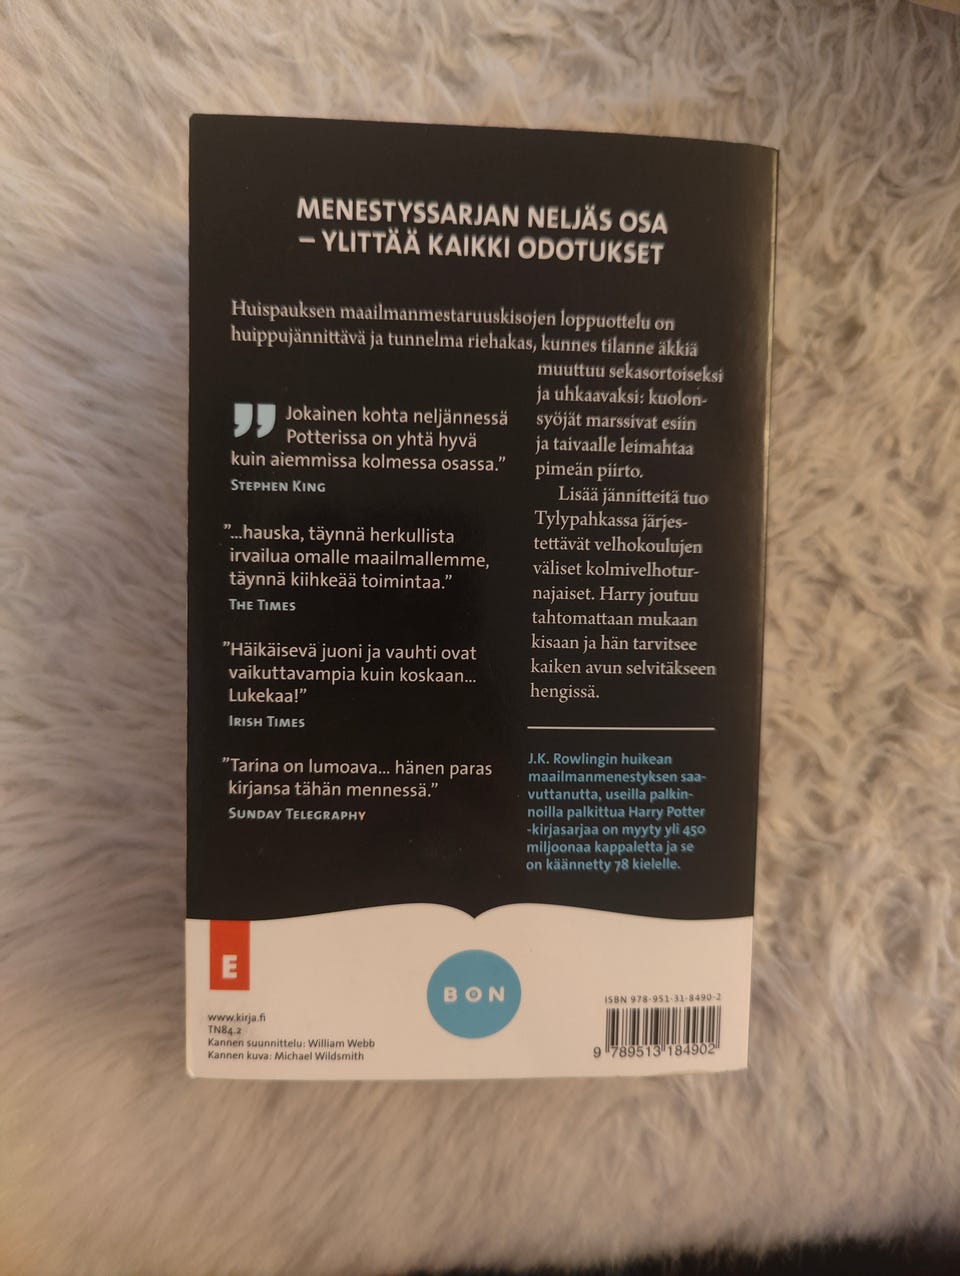 MENESTYSSARJAN NELJÄS OSA
– YLITTÄÄ KAIKKI ODOTUKSET
Huispauksen maailmanmestaruuskisojen loppuottelu on
huippujännittävä ja tunnelma riehakas, kunnes tilanne äkkiä
muuttuu sekasortoiseksi
ja uhkaavaksi: kuolon-
syöjät marssivat esiin
ja taivaalle leimahtaa
pimeän piirto.
Lisää jännitteitä tuo
Tylypahkassa järjes-
tettävät velhokoulujen
väliset kolmivelhotur-
najaiset. Harry joutuu
tahtomattaan mukaan
kisaan ja hän tarvitsee
kaiken avun selvitäkseen
hengissä.
” Jokainen kohta neljännessä
Potterissa on yhtä hyvä
kuin aiemmissa kolmessa osassa.”
STEPHEN KING
”...hauska, täynnä herkullista
irvailua omalle maailmallemme,
täynnä kiihkeää toimintaa.”
THE TIMES
”Häikäisevä juoni ja vauhti ovat
vaikuttavampia kuin koskaan...
Lukekaa!”
IRISH TIMES
”Tarina on lumoava... hänen paras
kirjansa tähän mennessä.”
SUNDAY TELEGRAPHY
J.K. Rowlingin huikean
maailmanmenestyksen saa-
vuttanutta, useilla palkin-
noilla palkittua Harry Potter
-kirjasarjaa on myyty yli 450
miljoonaa kappaletta ja se
on käännetty 78 kielelle.
E
www.kirja.fi
TN84.2
Kannen suunnittelu: William Webb
Kannen kuva: Michael Wildsmith
BON
ISBN 978-951-31-8490-2
9 789513 184902